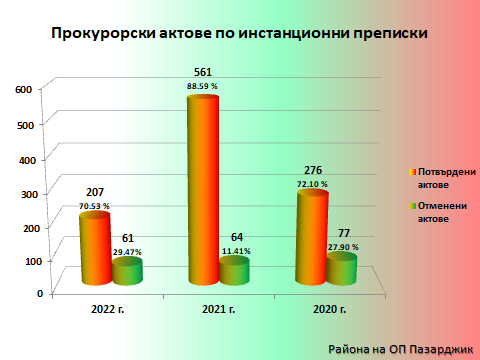 Прокурорски актове по инстанционни преписки
600
500
400
300
200
100
0
207
70.53 %
61
29.47%
561
88.59 %
64
11.41%
276
72.10 %
77
27.90 %
2022 г.
2021 г.
2020 г.
Потвърдени
актове
Отменени
актове
Района на ОП Пазарджик